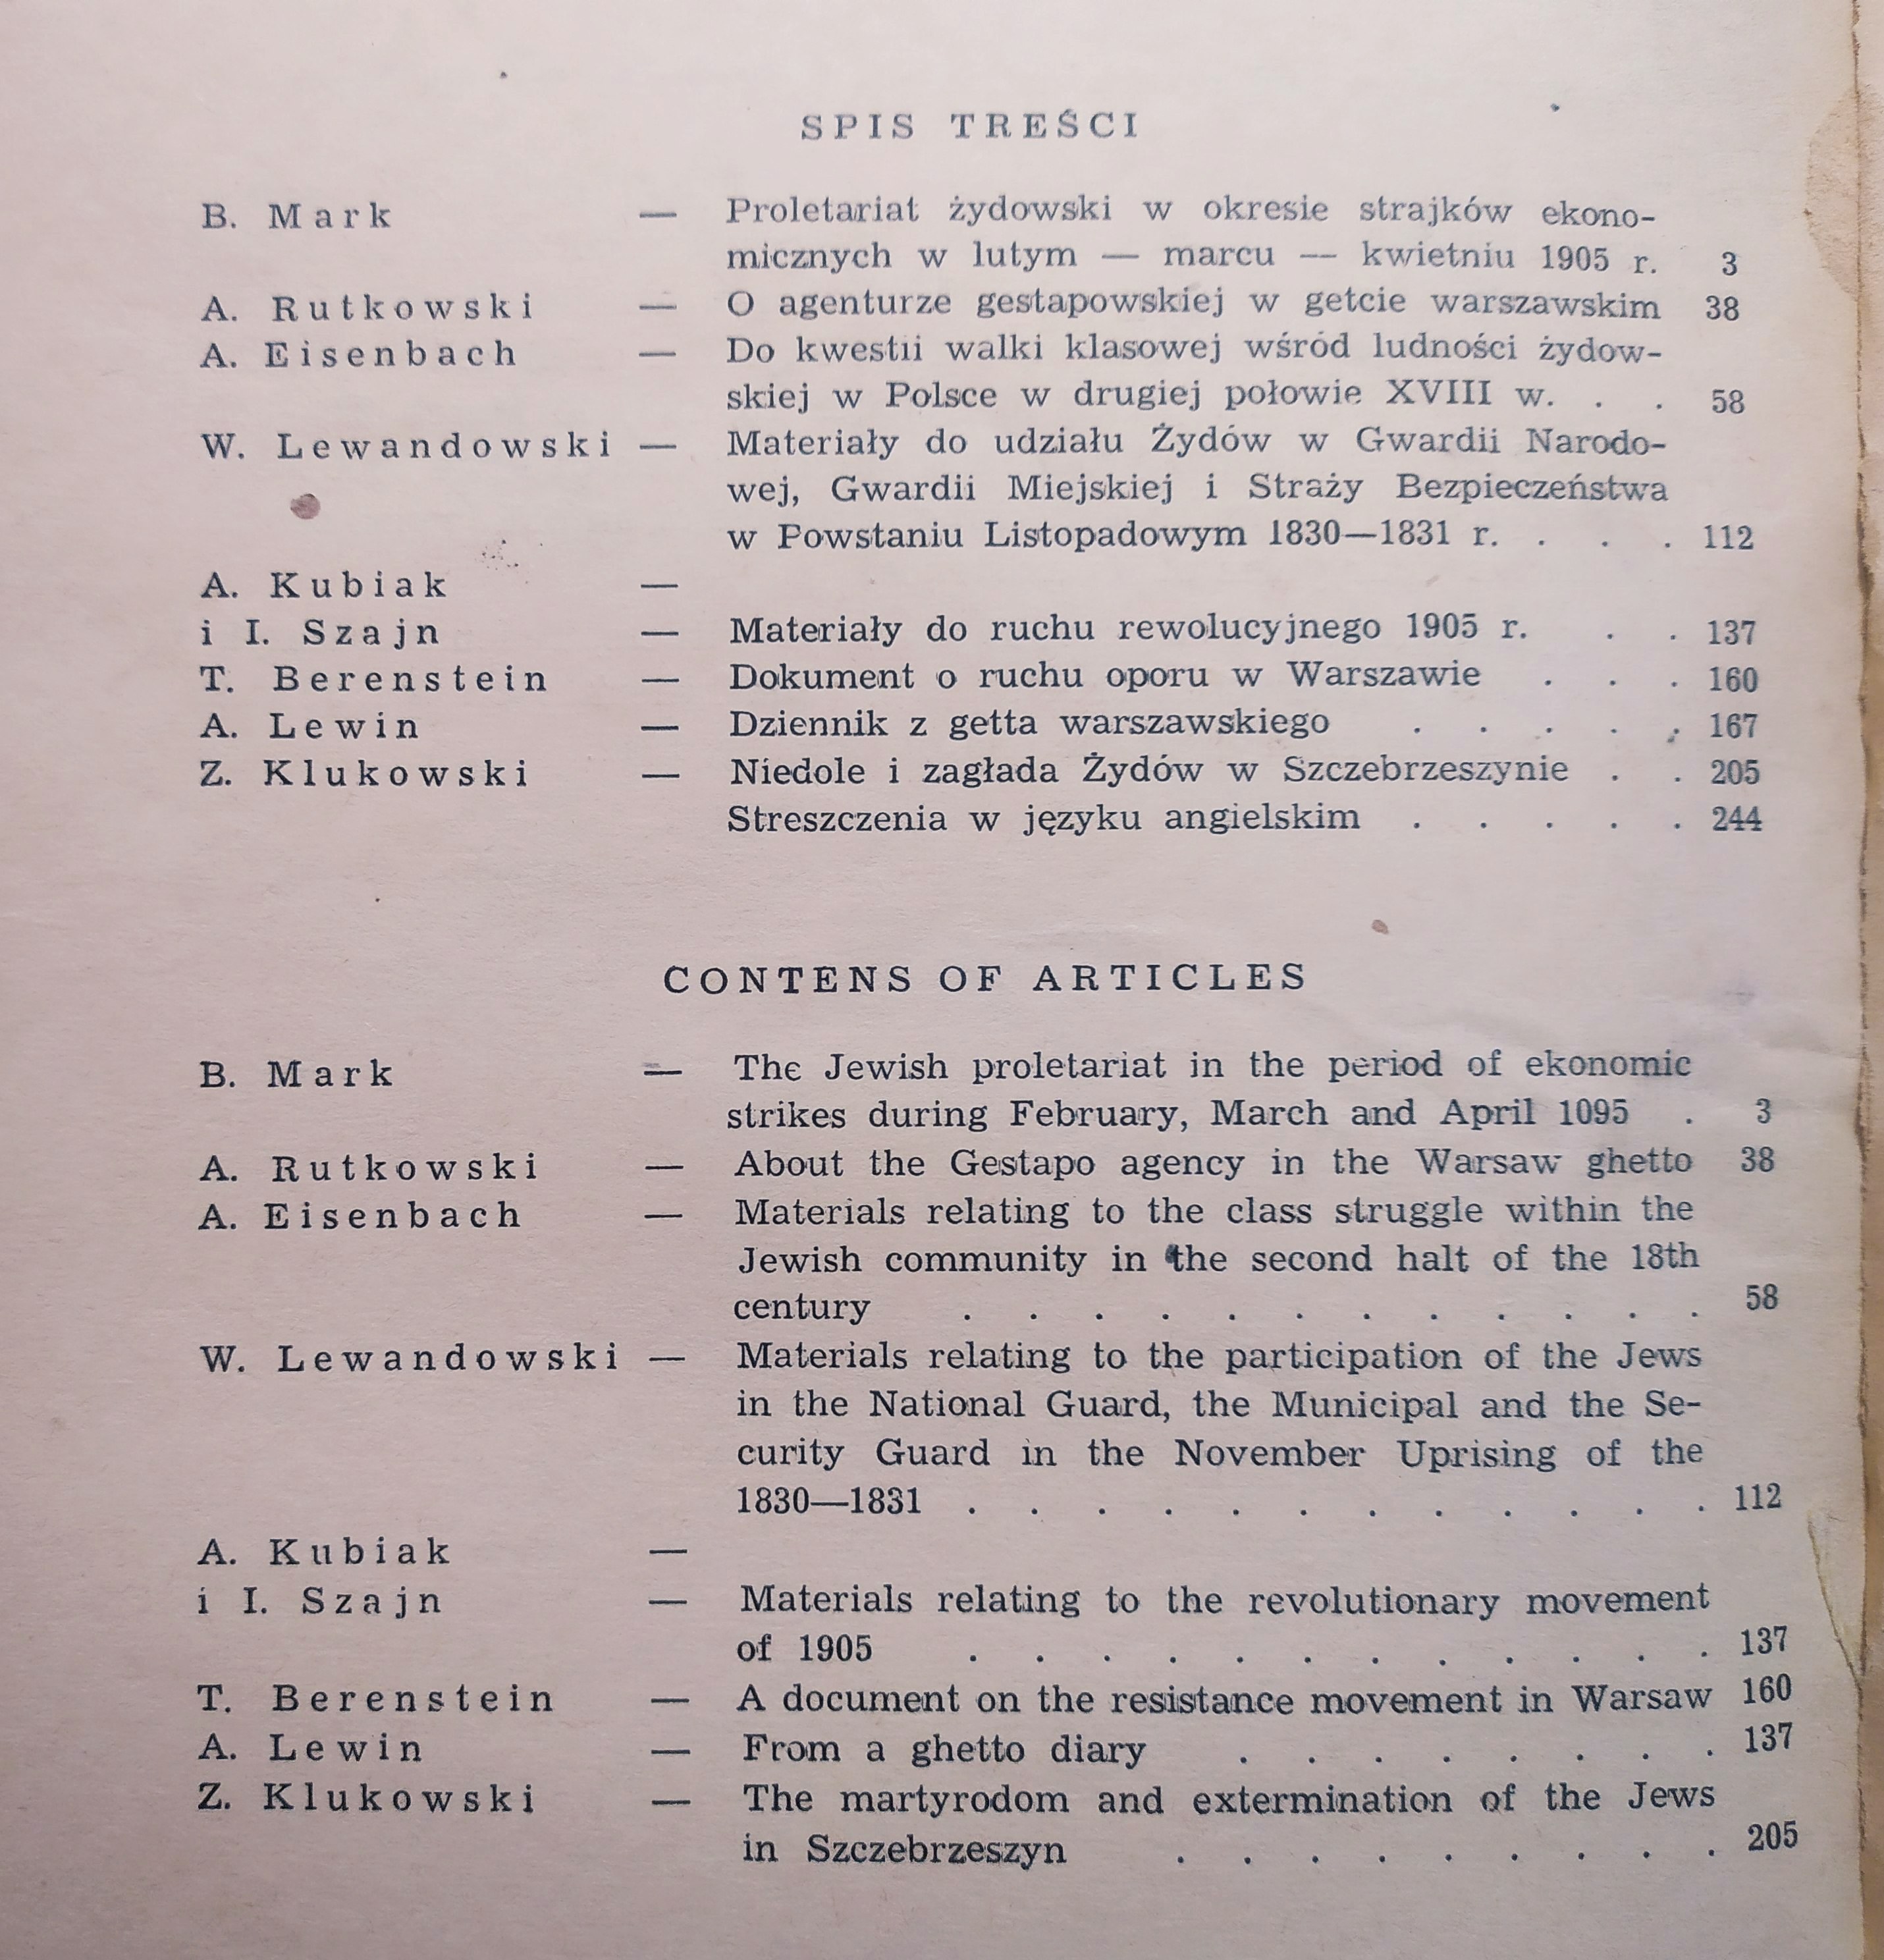 SPIS TREŚCI
B. Mark — Proletariat żydowski w okresie strajków ekono-
micznych w lutym — marcu — kwietniu 1905 r. 3
A. Rutkowski — O agenturze gestapowskiej w getcie warszawskim 38
A. Eisenbach — Do kwestii walki klasowej wśród ludności żydow-
skiej w Polsce w drugiej połowie XVIII w. . . 58
W. Lewandowski — Materiały do udziału Żydów w Gwardii Narodo-
wej, Gwardii Miejskiej i Straży Bezpieczeństwa
w Powstaniu Listopadowym 1830—1831 r. . . . 112
A. Kubiak —
i I. Szajn — Materiały do ruchu rewolucyjnego 1905 r. . . 137
T. Berenstein — Dokument o ruchu oporu w Warszawie . . . 160
A. Lewin — Dziennik z getta warszawskiego . . . . . 167
Z. Klukowski — Niedole i zagłada Żydów w Szczebrzeszynie . . 205
Streszczenia w języku angielskim . . . . . 244
CONTENS OF ARTICLES
B. Mark — The Jewish proletariat in the period of ekonomic
strikes during February, March and April 1095 . 3
A. Rutkowski — About the Gestapo agency in the Warsaw ghetto 38
A. Eisenbach — Materials relating to the class struggle within the
Jewish community in the second halt of the 18th
century . . . . . . . . . . . . 58
W. Lewandowski — Materials relating to the participation of the Jews
in the National Guard, the Municipal and the Se-
curity Guard in the November Uprising of the
1830—1831 . . . . . . . . . . . . 112
A. Kubiak —
i I. Szajn — Materials relating to the revolutionary movement
of 1905 . . . . . . . . . . . . 137
T. Berenstein — A document on the resistance movement in Warsaw 160
A. Lewin — From a ghetto diary . . . . . . . . 137
Z. Klukowski — The martyrodom and extermination of the Jews
in Szczebrzeszyn . . . . . . . . . 205